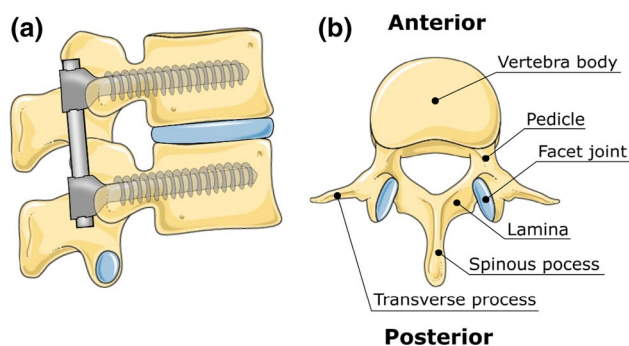 (a)
(b)
Anterior
Vertebra body
Pedicle
Facet joint
Lamina
Spinous pocess
Transverse process
Posterior